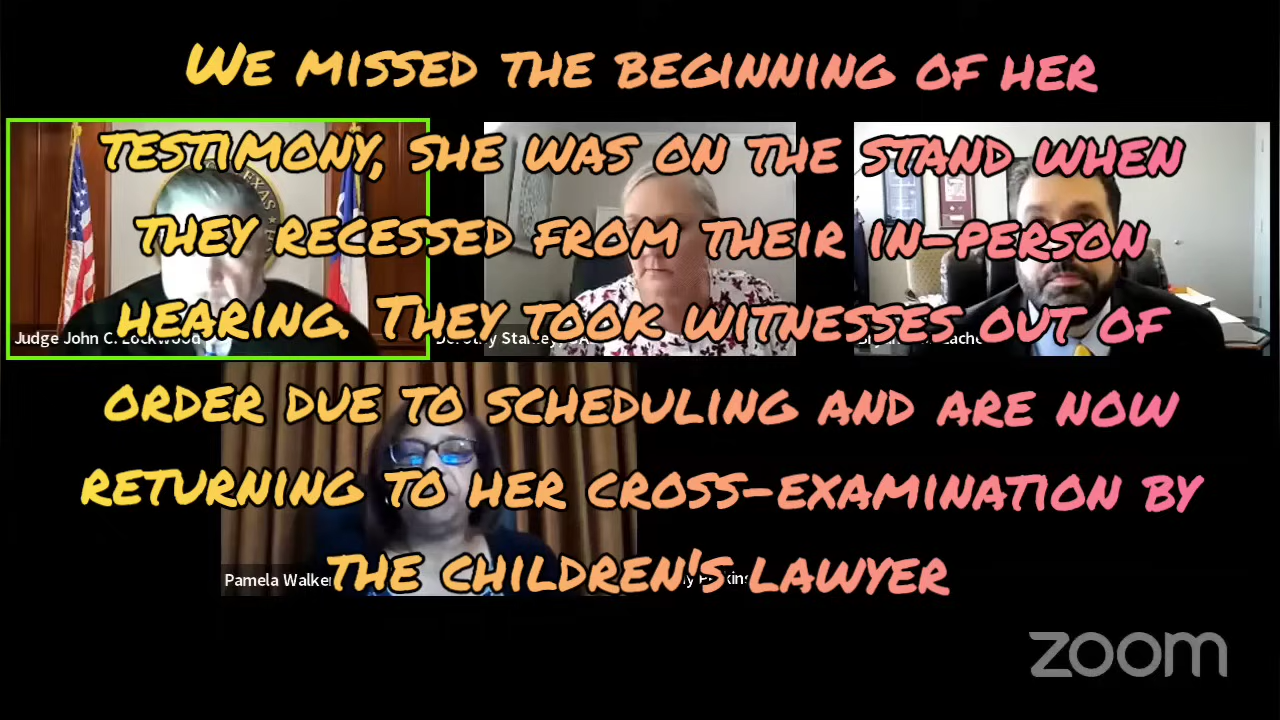 WE MISSED THE BEGINNING OF HER
TESTIMONY, SHE WAS ON THE STAND WHEN
THEY RECESSED FROM THEIR IN-PERSON
HEARING. THEY TOOK WITNESSES OUT OF
ORDER DUE TO SCHEDULING AND ARE NOW
RETURNING TO HER CROSS-EXAMINATION BY
THE CHILDREN'S LAWYER
EXAS
Judge John C. Lockwood
Pamela Walker
zoom